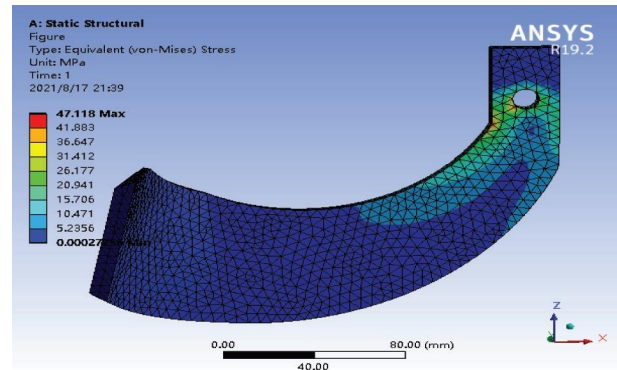 A: Static Structural
Figure
Type: Equivalent (von-Mises) Stress
Unit: MPa
Time: 1
2021/8/17 21:39
ANSYS
R19.2
47.118 Max
41.883
36.647
31.412
26.177
20.941
15.706
10.471
5.2356
Min
Z
X
0.00 80.00 (mm)
40.00